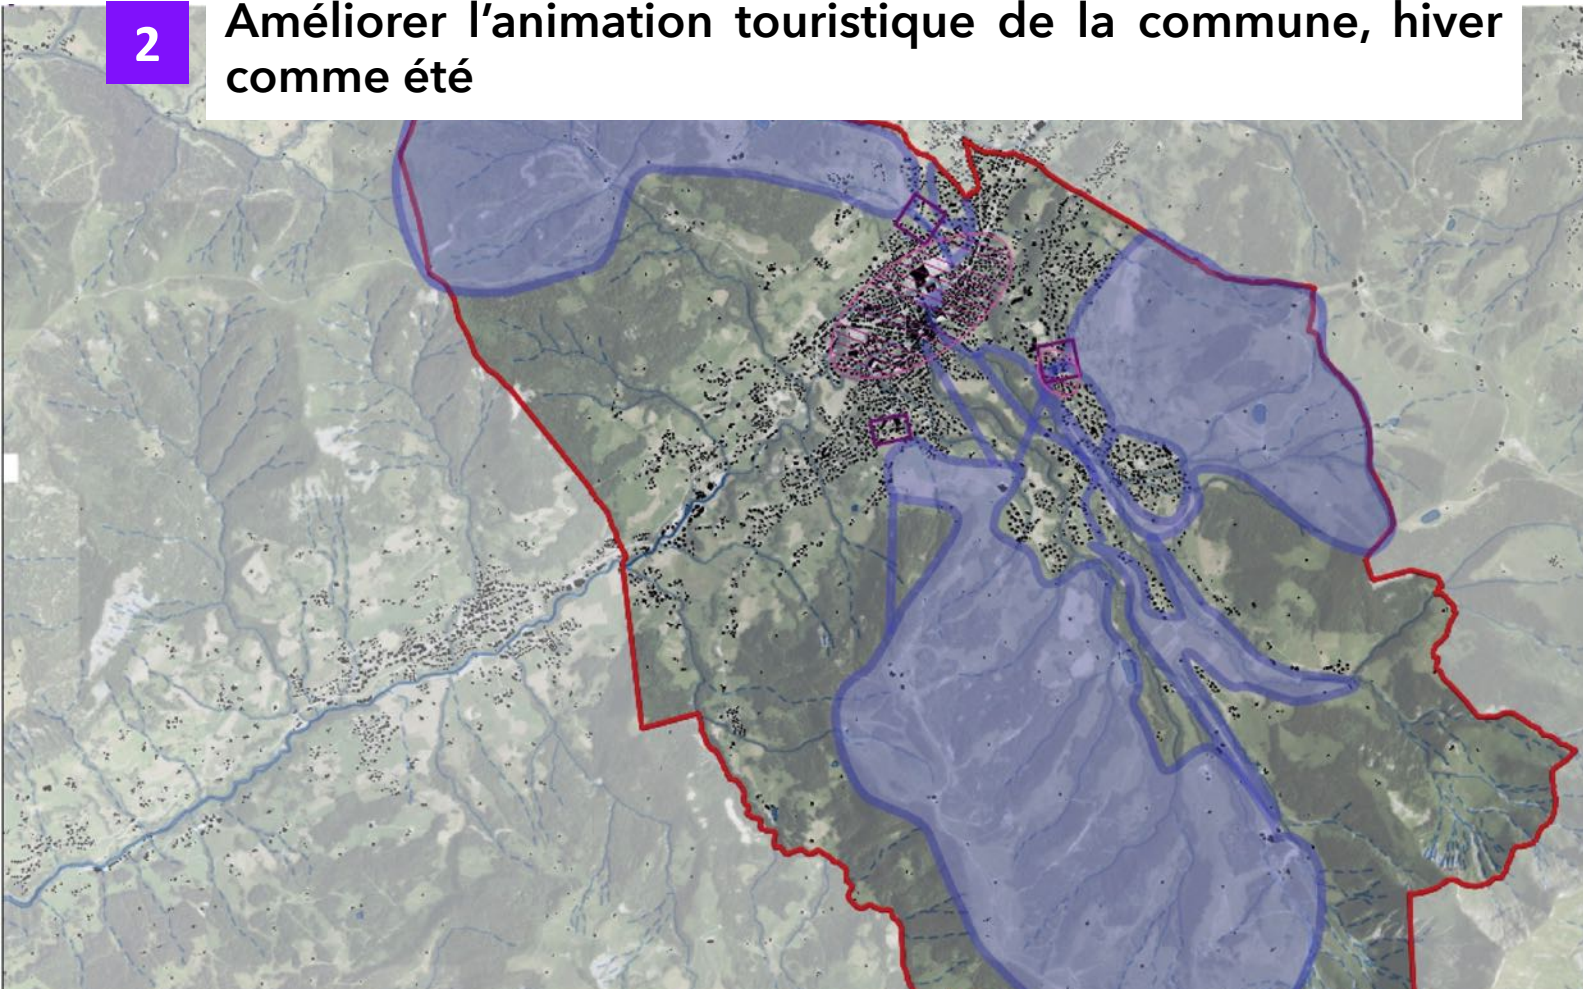 2
Améliorer l’animation touristique de la commune, hiver
comme été